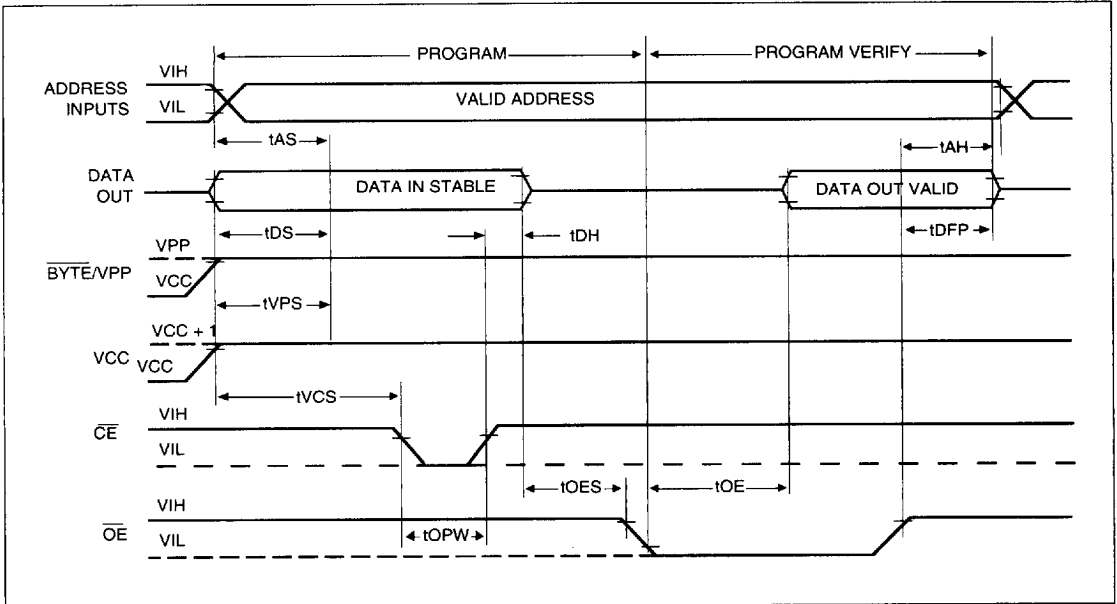 PROGRAM
PROGRAM VERIFY
ADDRESS
INPUTS
VIH
VIL
VALID ADDRESS
tAS
tAH
DATA
OUT
DATA IN STABLE
DATA OUT VALID
tDS
tDH
tDFP
BYTE/VPP
VPP
VCC
tVPS
VCC + 1
VCC
VCC
tVCS
CE
VIH
VIL
tOES
tOE
OE
VIH
VIL
tOPW